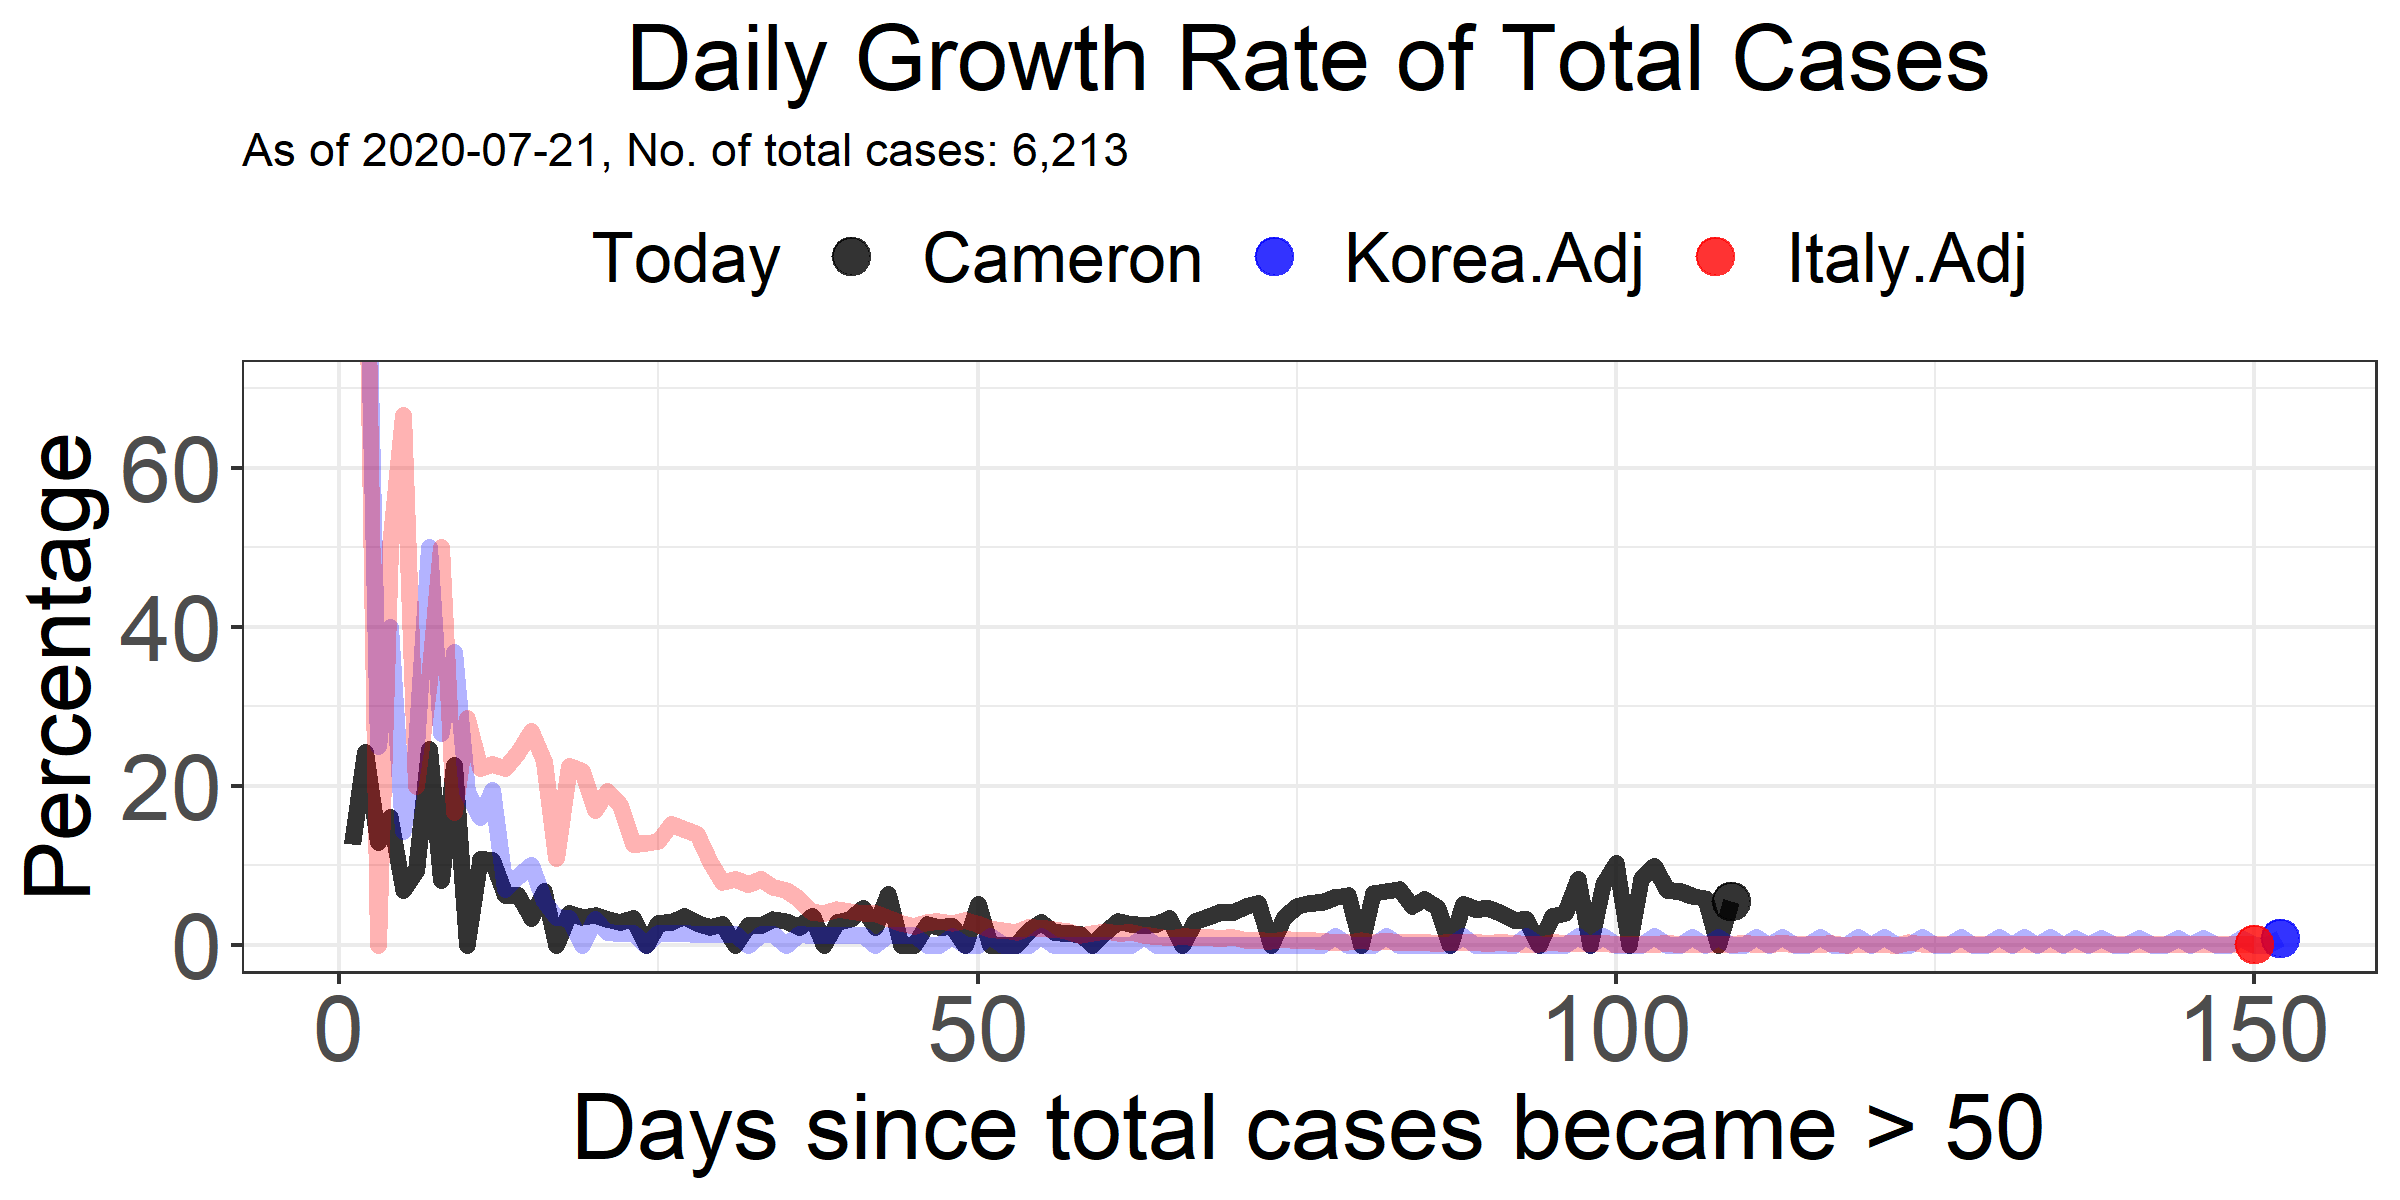 Daily Growth Rate of Total Cases
As of 2020-07-21, No. of total cases: 6,213
Today Cameron Korea.Adj Italy.Adj
Percentage
60
40
20
0
0 50 100 150
Days since total cases became > 50